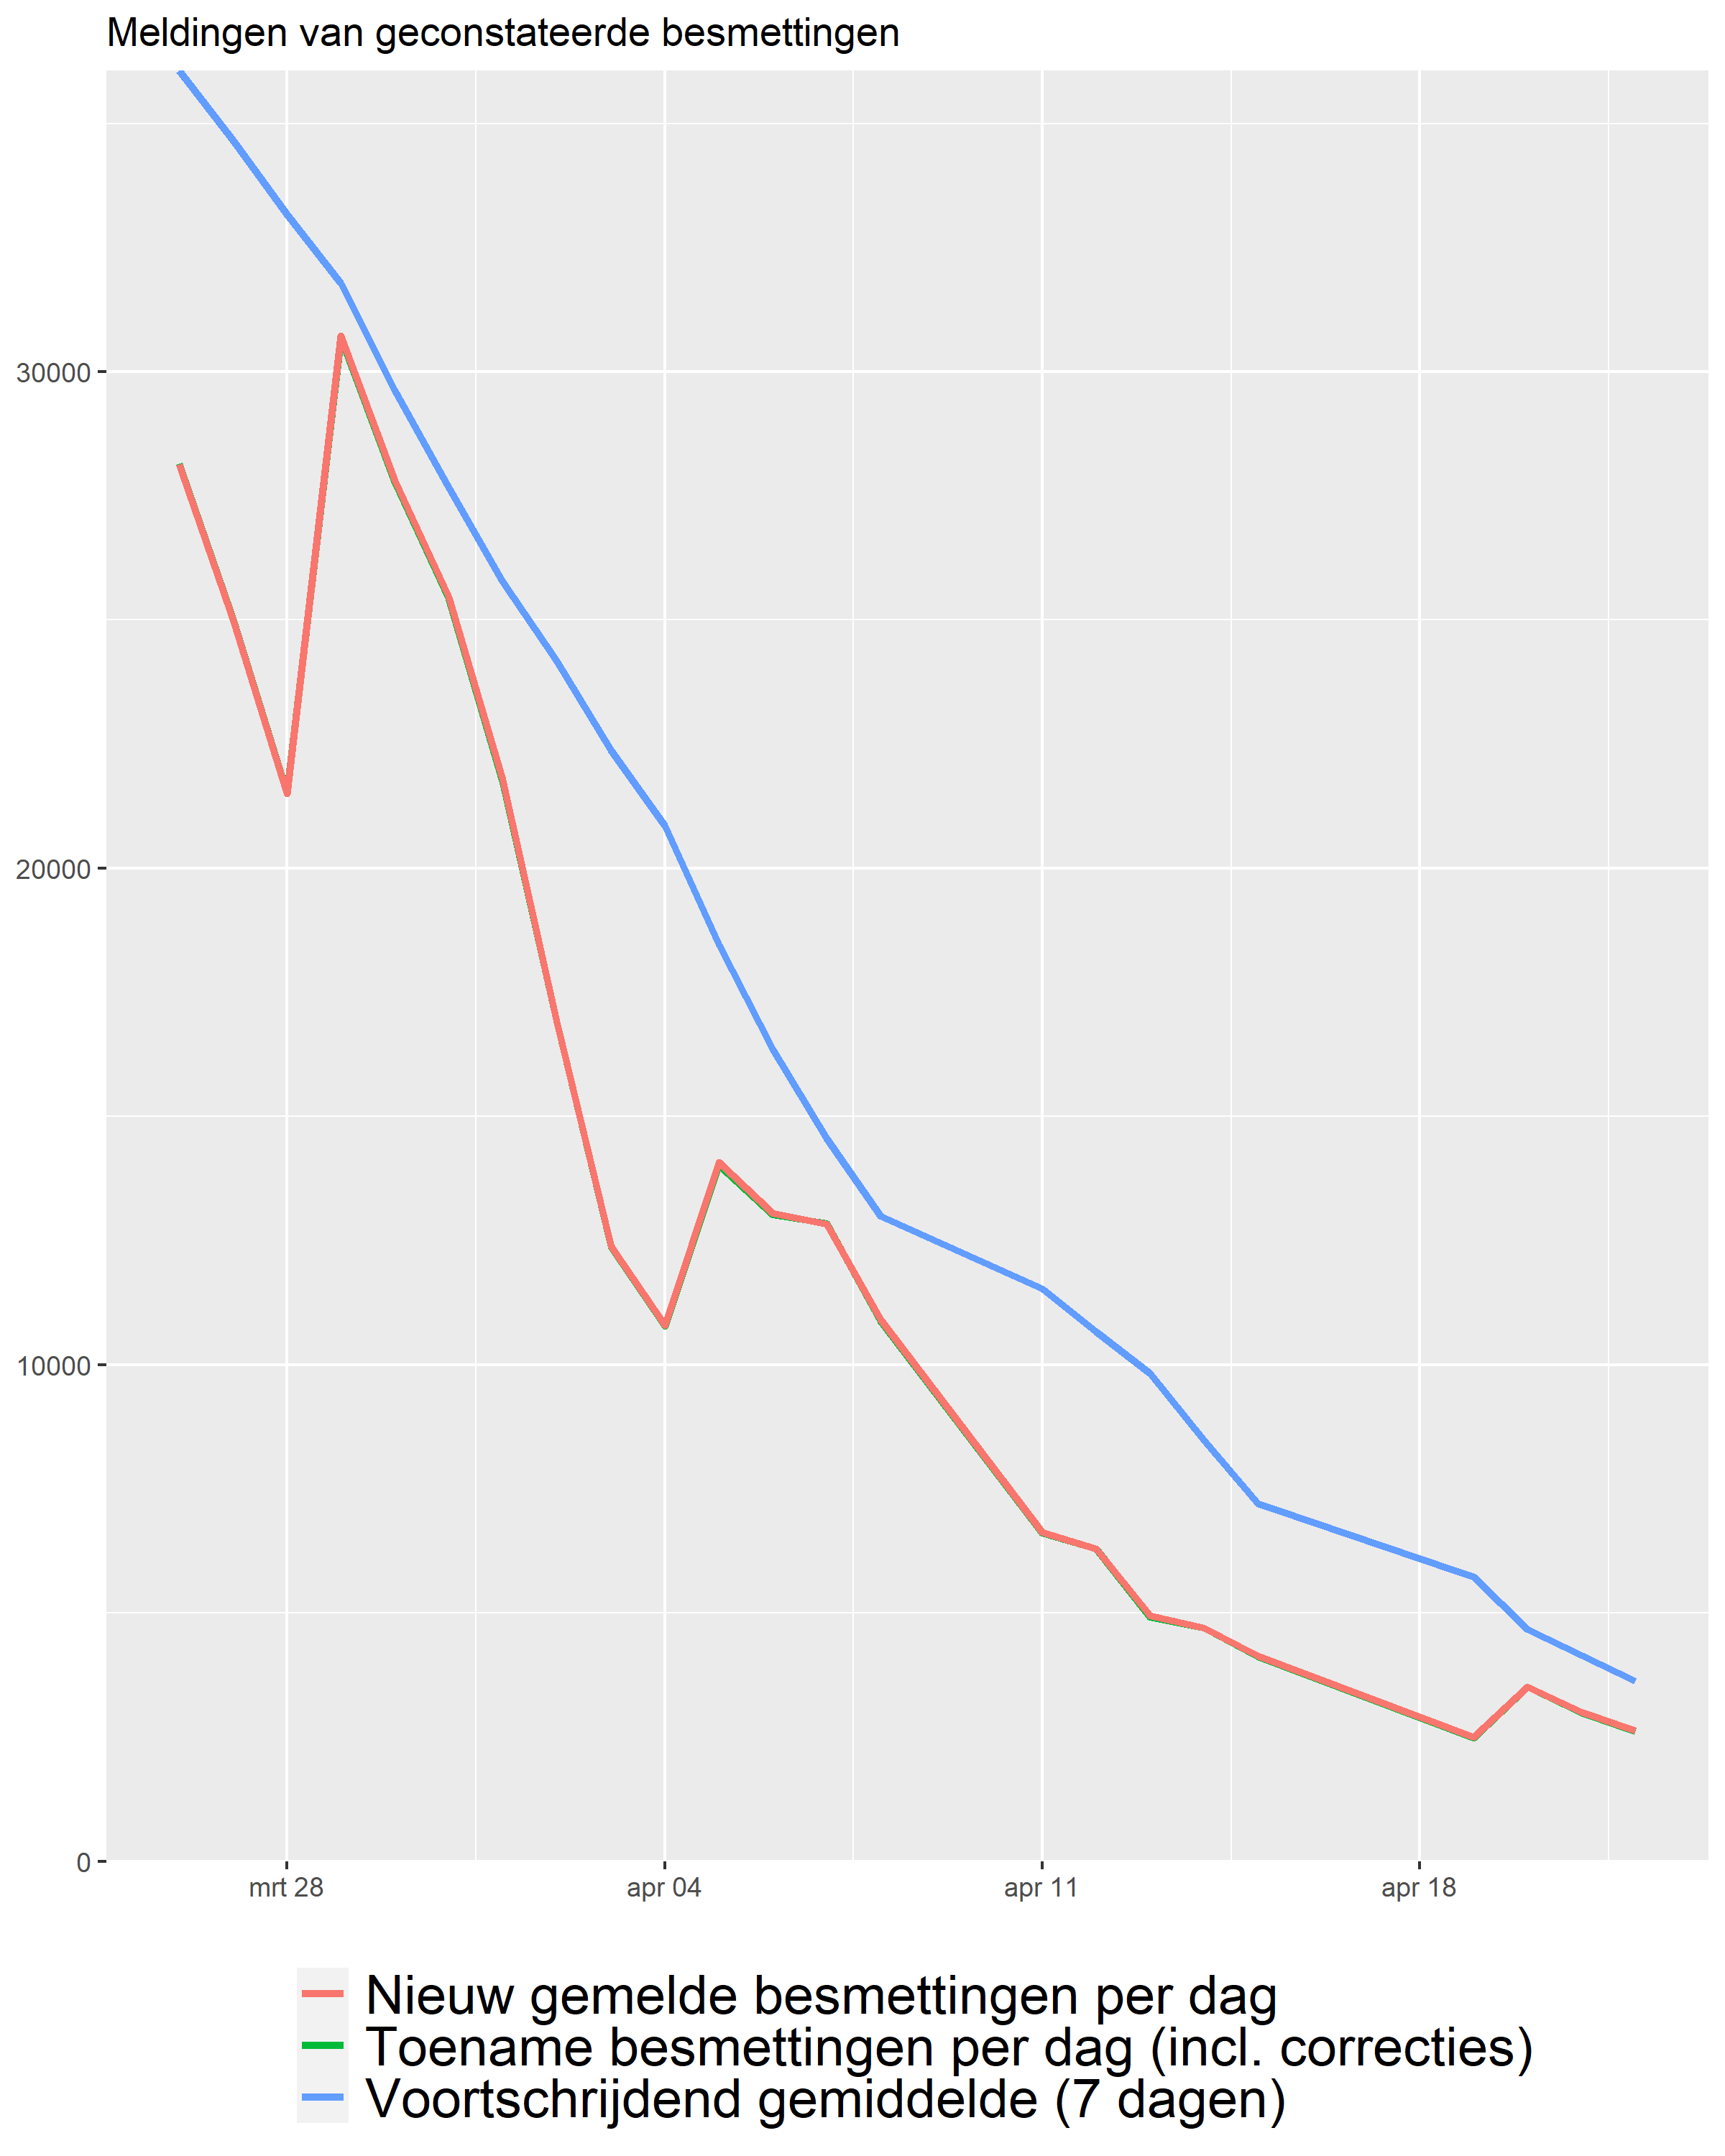 Meldingen van geconstateerde besmettingen
30000
20000
10000
0
mrt 28
apr 04
apr 11
apr 18
Nieuw gemelde besmettingen per dag
Toename besmettingen per dag (incl. correcties)
Voortschrijdend gemiddelde (7 dagen)